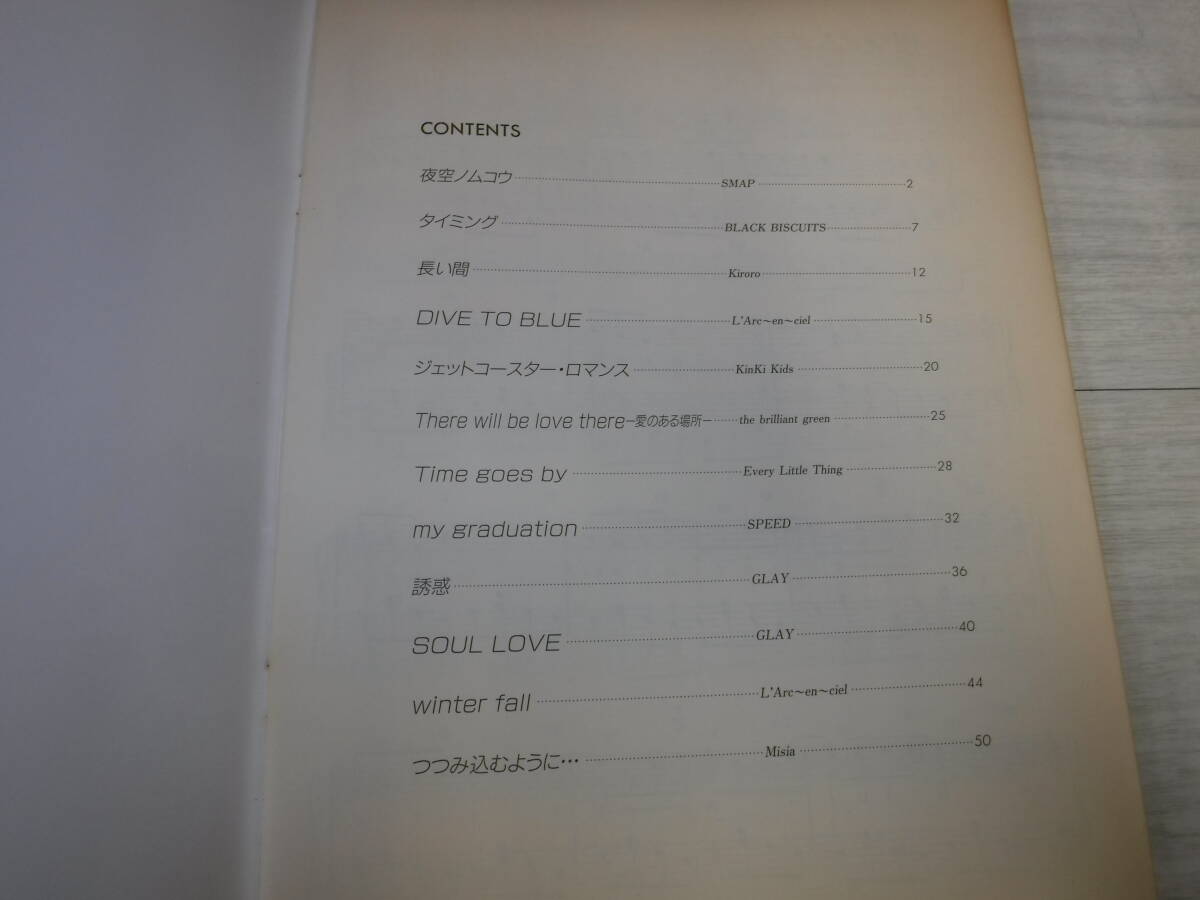 CONTENTS
夜空ノムコウ SMAP 2
タイミング BLACK BISCUITS 7
長い間 Kiroro 12
DIVE TO BLUE L'Arc～en～ciel 15
ジェットコースター・ロマンス KinKi Kids 20
There will be love there－愛のある場所－ the brilliant green 25
Time goes by Every Little Thing 28
my graduation SPEED 32
誘惑 GLAY 36
SOUL LOVE GLAY 40
winter fall L'Arc～en～ciel 44
つつみ込むように… Misia 50